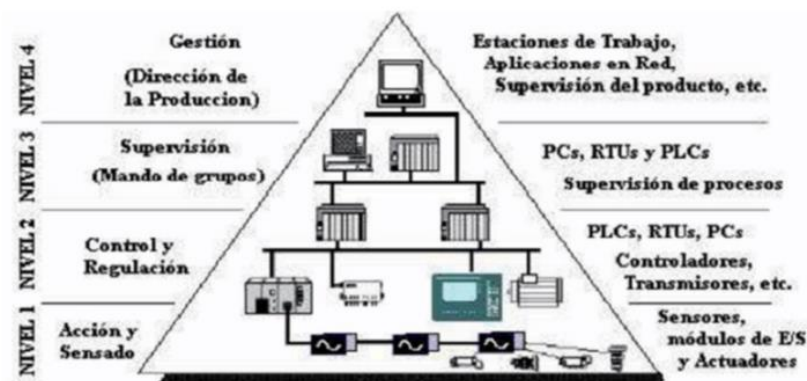 NIVEL 4
Gestión
(Dirección de
la Produccion)
Estaciones de Trabajo,
Aplicaciones en Red,
Supervisión del producto, etc.
NIVEL 3
Supervisión
(Mando de grupos)
PCs, RTUs y PLCs
Supervisión de procesos
NIVEL 2
Control y
Regulación
PLCs, RTUs, PCs
Controladores,
Transmisores, etc.
NIVEL 1
Acción y
Sensado
Sensores,
módulos de E/S
y Actuadores